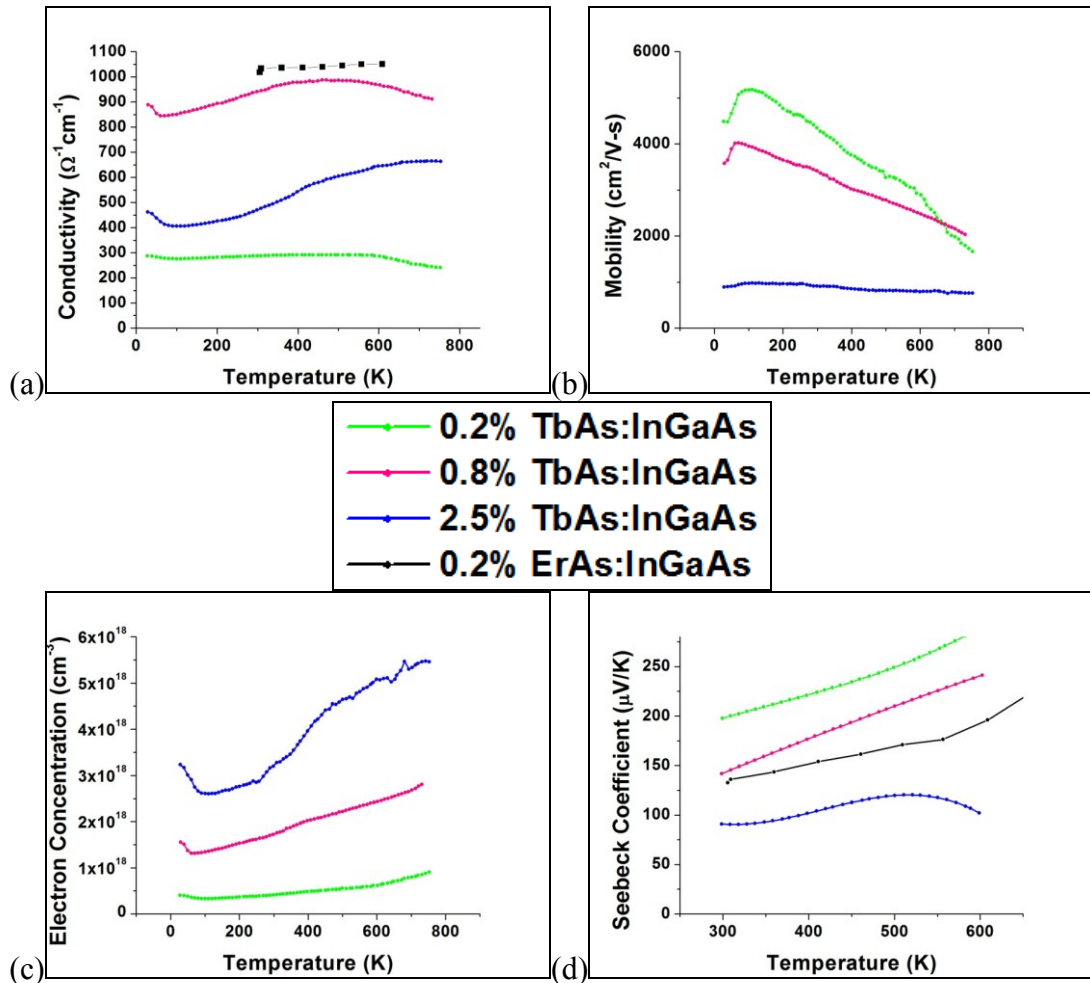 1100
1000
900
800
700
600
500
400
300
200
100
0
Conductivity (Ω⁻¹cm⁻¹)
0 200 400 600 800
Temperature (K)
(a)
6000
4000
2000
0
Mobility (cm²/V-s)
0 200 400 600 800
Temperature (K)
(b)
0.2% TbAs:InGaAs
0.8% TbAs:InGaAs
2.5% TbAs:InGaAs
0.2% ErAs:InGaAs
6x10¹⁸
5x10¹⁸
4x10¹⁸
3x10¹⁸
2x10¹⁸
1x10¹⁸
0
Electron Concentration (cm⁻³)
0 200 400 600 800
Temperature (K)
(c)
250
200
150
100
50
0
Seebeck Coefficient (μV/K)
300 400 500 600
Temperature (K)
(d)